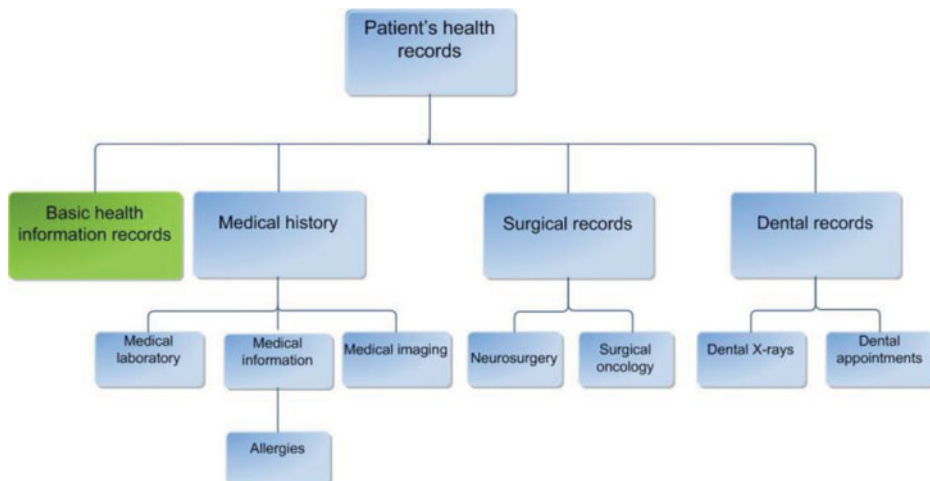 Patient's health
records
Basic health
information records
Medical history
Surgical records
Dental records
Medical
laboratory
Medical
information
Medical imaging
Neurosurgery
Surgical
oncology
Dental X-rays
Dental
appointments
Allergies